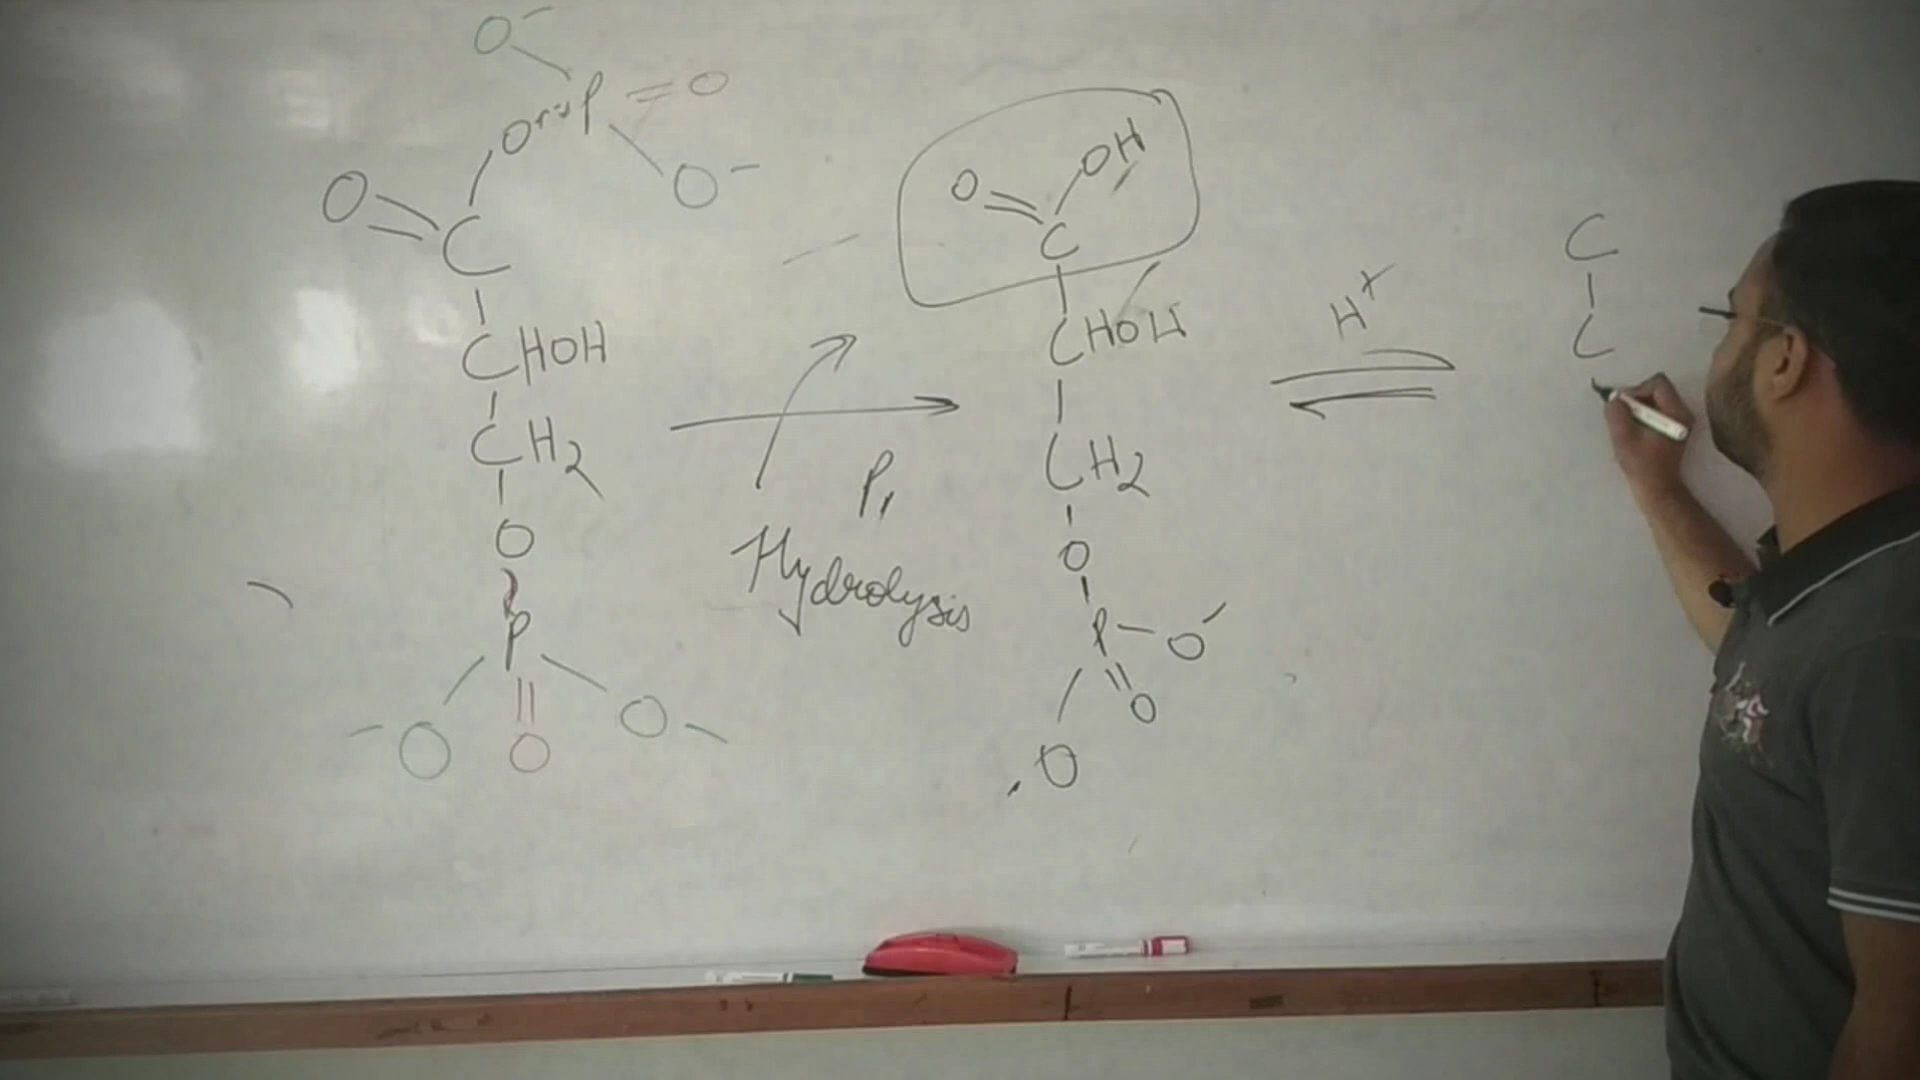 O⁻
O~P=O
O⁻
O=C
CHOH
CH2
O
P
⁻O O O⁻
Pi
Hydrolysis
O=C OH
CHOH
CH2
O
P-O⁻
O
⁻O
H+
C
C